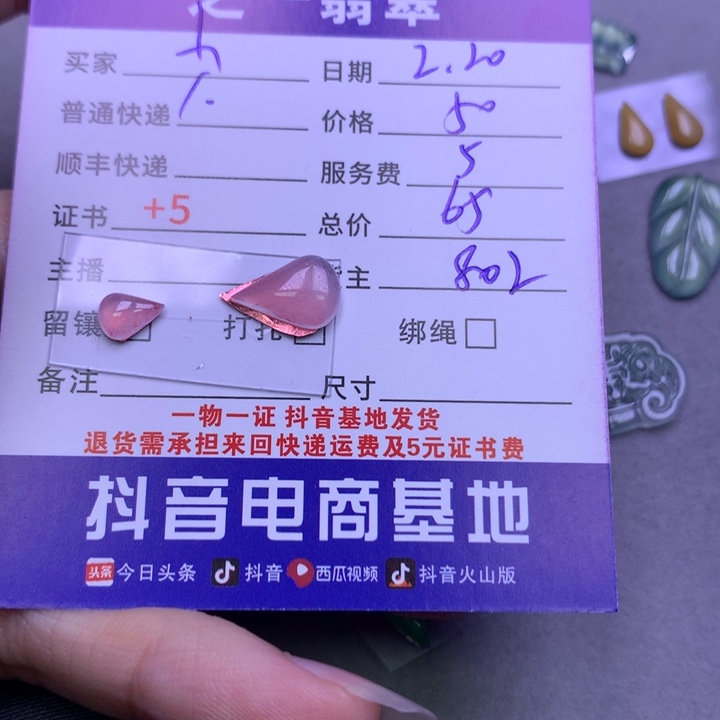 翡翠
买家 日期 2.20
普通快递 价格 50
顺丰快递 服务费 5
证书 +5 总价 65
主播 主 802
留镶 打孔 绑绳
备注 尺寸
一物一证 抖音基地发货
退货需承担来回快递运费及5元证书费
抖音电商基地
头条 今日头条 抖音 西瓜视频 抖音火山版